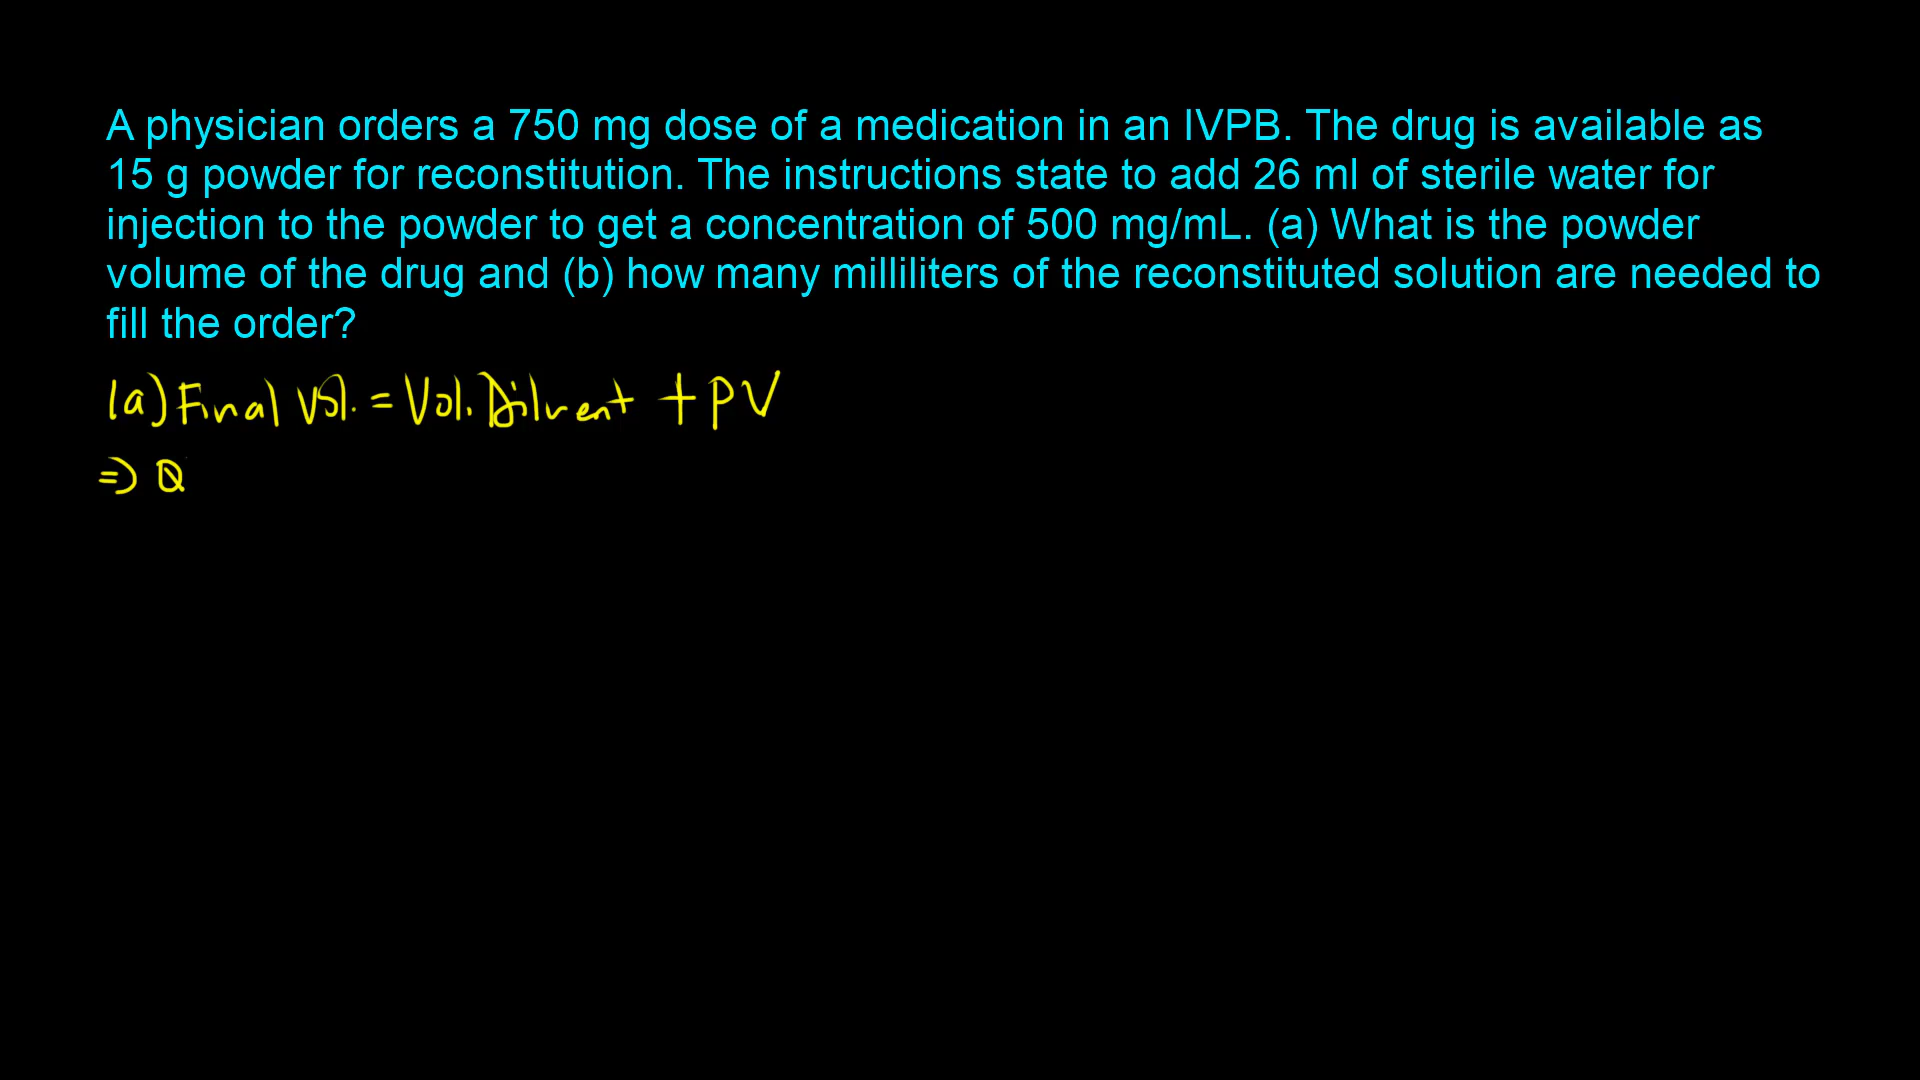 A physician orders a 750 mg dose of a medication in an IVPB. The drug is available as
15 g powder for reconstitution. The instructions state to add 26 ml of sterile water for
injection to the powder to get a concentration of 500 mg/mL. (a) What is the powder
volume of the drug and (b) how many milliliters of the reconstituted solution are needed to
fill the order?
(a) Final Vol. = Vol. Diluent + PV
⇒ Q